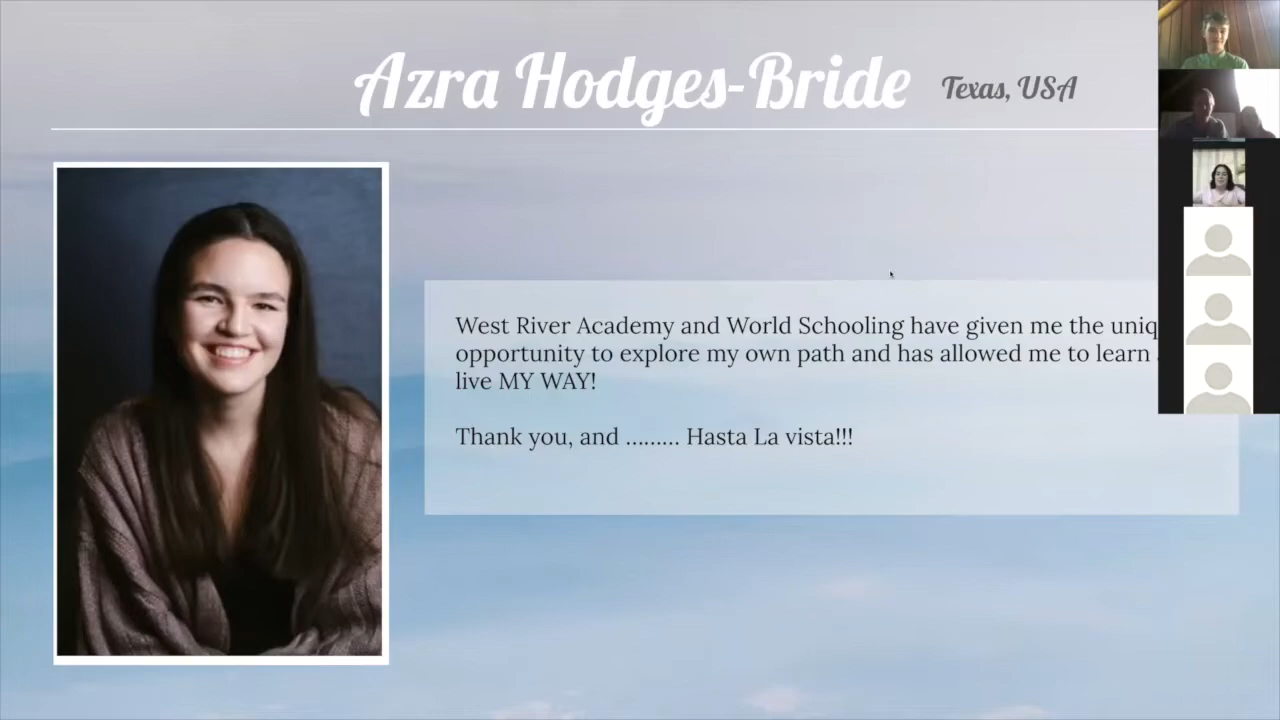 Azra Hodges-Bride
Texas, USA
West River Academy and World Schooling have given me the
opportunity to explore my own path and has allowed me to learn
live MY WAY!
Thank you, and ......... Hasta La vista!!!